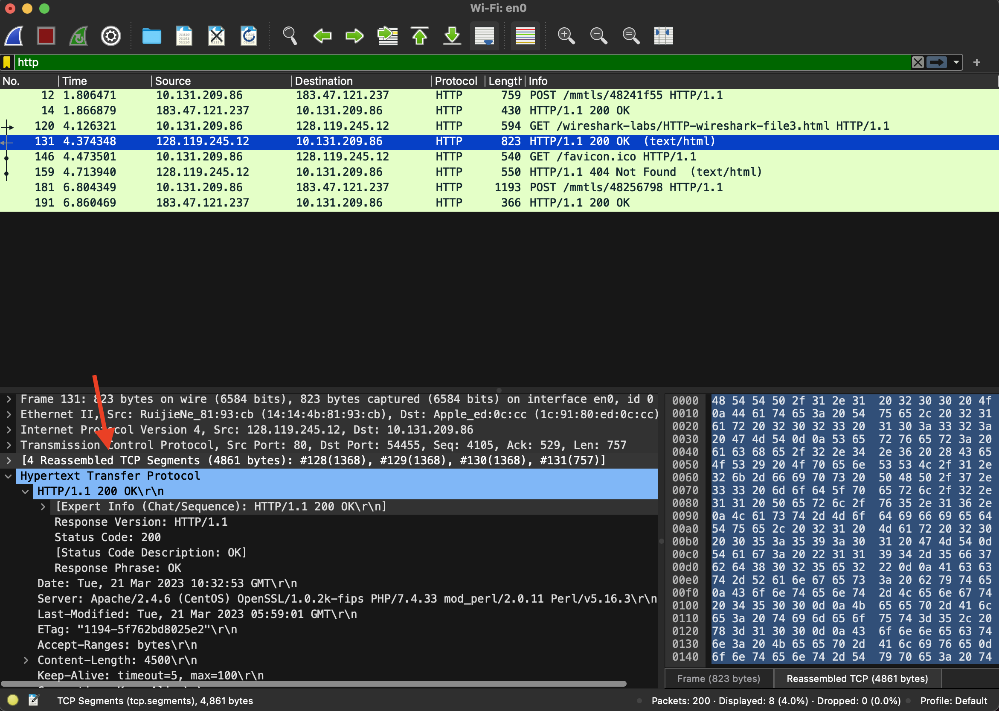 Wi-Fi: en0
http
No. Time Source Destination Protocol Length Info
12 1.806471 10.131.209.86 183.47.121.237 HTTP 759 POST /mmtls/48241f55 HTTP/1.1
14 1.866879 183.47.121.237 10.131.209.86 HTTP 430 HTTP/1.1 200 OK
120 4.126321 10.131.209.86 128.119.245.12 HTTP 594 GET /wireshark-labs/HTTP-wireshark-file3.html HTTP/1.1
131 4.374348 128.119.245.12 10.131.209.86 HTTP 823 HTTP/1.1 200 OK (text/html)
146 4.473501 10.131.209.86 128.119.245.12 HTTP 540 GET /favicon.ico HTTP/1.1
159 4.713940 128.119.245.12 10.131.209.86 HTTP 550 HTTP/1.1 404 Not Found (text/html)
181 6.804349 10.131.209.86 183.47.121.237 HTTP 1193 POST /mmtls/48256798 HTTP/1.1
191 6.860469 183.47.121.237 10.131.209.86 HTTP 366 HTTP/1.1 200 OK
Frame 131: 823 bytes on wire (6584 bits), 823 bytes captured (6584 bits) on interface en0, id 0
Ethernet II, Src: RuijieNe_81:93:cb (14:14:4b:81:93:cb), Dst: Apple_ed:0c:cc (1c:91:80:ed:0c:cc)
Internet Protocol Version 4, Src: 128.119.245.12, Dst: 10.131.209.86
Transmission Control Protocol, Src Port: 80, Dst Port: 54455, Seq: 4105, Ack: 529, Len: 757
[4 Reassembled TCP Segments (4861 bytes): #128(1368), #129(1368), #130(1368), #131(757)]
Hypertext Transfer Protocol
HTTP/1.1 200 OK\r\n
[Expert Info (Chat/Sequence): HTTP/1.1 200 OK\r\n]
Response Version: HTTP/1.1
Status Code: 200
[Status Code Description: OK]
Response Phrase: OK
Date: Tue, 21 Mar 2023 10:32:53 GMT\r\n
Server: Apache/2.4.6 (CentOS) OpenSSL/1.0.2k-fips PHP/7.4.33 mod_perl/2.0.11 Perl/v5.16.3\r\n
Last-Modified: Tue, 21 Mar 2023 05:59:01 GMT\r\n
ETag: "1194-5f762bd8025e2"\r\n
Accept-Ranges: bytes\r\n
Content-Length: 4500\r\n
Keep-Alive: timeout=5, max=100\r\n
0000 48 54 54 50 2f 31 2e 31 20 32 30 30 20 4f
0010 0a 44 61 74 65 3a 20 54 75 65 2c 20 32 31
0020 61 72 20 32 30 32 33 20 31 30 3a 33 32 3a
0030 20 47 4d 54 0d 0a 53 65 72 76 65 72 3a 20
0040 61 63 68 65 2f 32 2e 34 2e 36 20 28 43 65
0050 4f 53 29 20 4f 70 65 6e 53 53 4c 2f 31 2e
0060 32 6b 2d 66 69 70 73 20 50 48 50 2f 37 2e
0070 33 33 20 6d 6f 64 5f 70 65 72 6c 2f 32 2e
0080 31 31 20 50 65 72 6c 2f 76 35 2e 31 36 2e
0090 0a 4c 61 73 74 2d 4d 6f 64 69 66 69 65 64
00a0 54 75 65 2c 20 32 31 20 4d 61 72 20 32 30
00b0 20 30 35 3a 35 39 3a 30 31 20 47 4d 54 0d
00c0 54 61 67 3a 20 22 31 31 39 34 2d 35 66 37
00d0 62 64 38 30 32 35 65 32 22 0d 0a 41 63 63
00e0 74 2d 52 61 6e 67 65 73 3a 20 62 79 74 65
00f0 0a 43 6f 6e 74 65 6e 74 2d 4c 65 6e 67 74
0100 20 34 35 30 30 0d 0a 4b 65 65 70 2d 41 6c
0110 65 3a 20 74 69 6d 65 6f 75 74 3d 35 2c 20
0120 78 3d 31 30 30 0d 0a 43 6f 6e 6e 65 63 74
0130 6e 3a 20 4b 65 65 70 2d 41 6c 69 76 65 0d
0140 6f 6e 74 65 6e 74 2d 54 79 70 65 3a 20 74
Frame (823 bytes) Reassembled TCP (4861 bytes)
TCP Segments (tcp.segments), 4,861 bytes
Packets: 200 · Displayed: 8 (4.0%) · Dropped: 0 (0.0%) Profile: Default